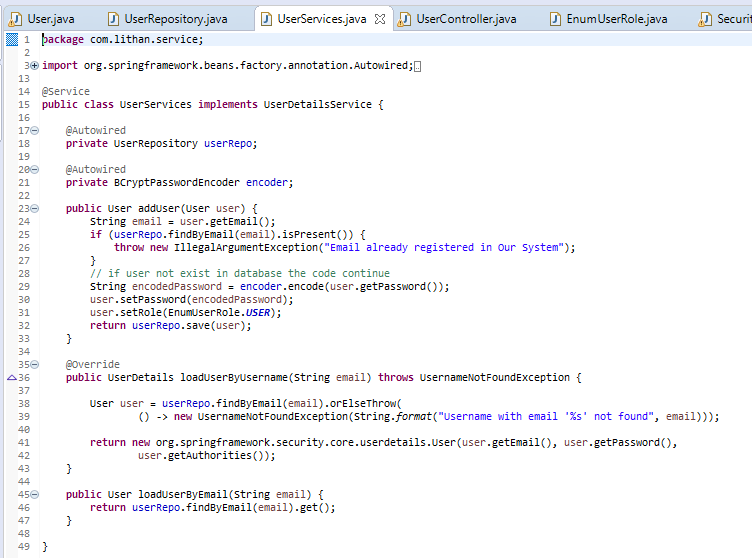 User.java UserRepository.java UserServices.java UserController.java EnumUserRole.java Securit
1 package com.lithan.service;
2
3 import org.springframework.beans.factory.annotation.Autowired;
13
14 @Service
15 public class UserServices implements UserDetailsService {
16
17 @Autowired
18 private UserRepository userRepo;
19
20 @Autowired
21 private BCryptPasswordEncoder encoder;
22
23 public User addUser(User user) {
24 String email = user.getEmail();
25 if (userRepo.findByEmail(email).isPresent()) {
26 throw new IllegalArgumentException("Email already registered in Our System");
27 }
28 // if user not exist in database the code continue
29 String encodedPassword = encoder.encode(user.getPassword());
30 user.setPassword(encodedPassword);
31 user.setRole(EnumUserRole.USER);
32 return userRepo.save(user);
33 }
34
35 @Override
36 public UserDetails loadUserByUsername(String email) throws UsernameNotFoundException {
37
38 User user = userRepo.findByEmail(email).orElseThrow(
39 () -> new UsernameNotFoundException(String.format("Username with email '%s' not found", email)));
40
41 return new org.springframework.security.core.userdetails.User(user.getEmail(), user.getPassword(),
42 user.getAuthorities());
43 }
44
45 public User loadUserByEmail(String email) {
46 return userRepo.findByEmail(email).get();
47 }
48
49 }